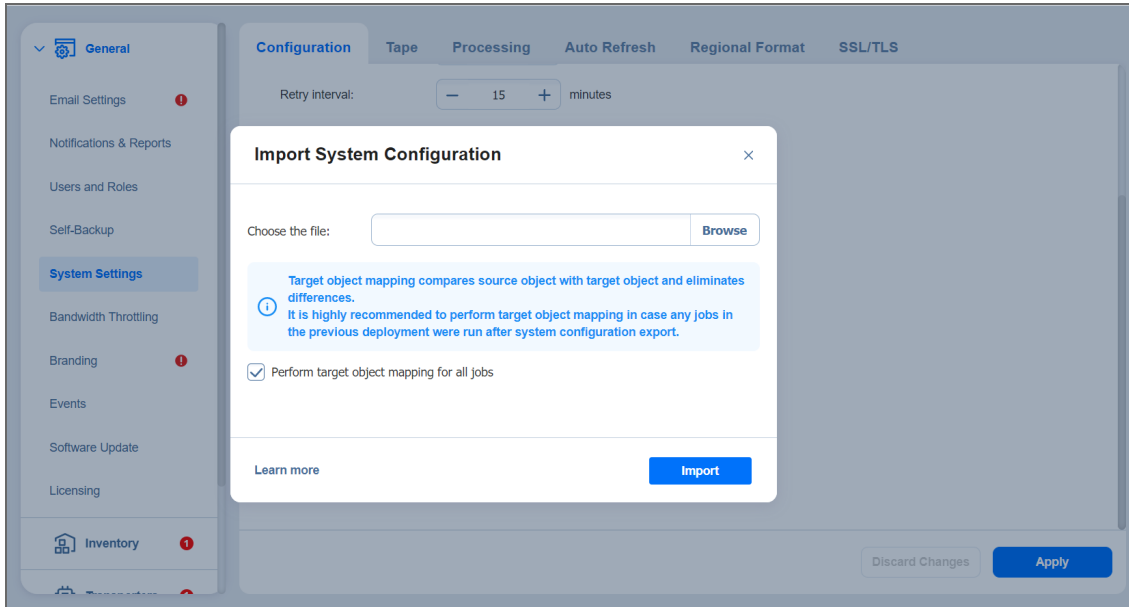 General
Email Settings
Notifications & Reports
Users and Roles
Self-Backup
System Settings
Bandwidth Throttling
Branding
Events
Software Update
Licensing
Inventory 1
Configuration Tape Processing Auto Refresh Regional Format SSL/TLS
Retry interval: 15 minutes
Import System Configuration
Choose the file: Browse
Target object mapping compares source object with target object and eliminates
differences.
It is highly recommended to perform target object mapping in case any jobs in
the previous deployment were run after system configuration export.
Perform target object mapping for all jobs
Learn more Import
Discard Changes Apply